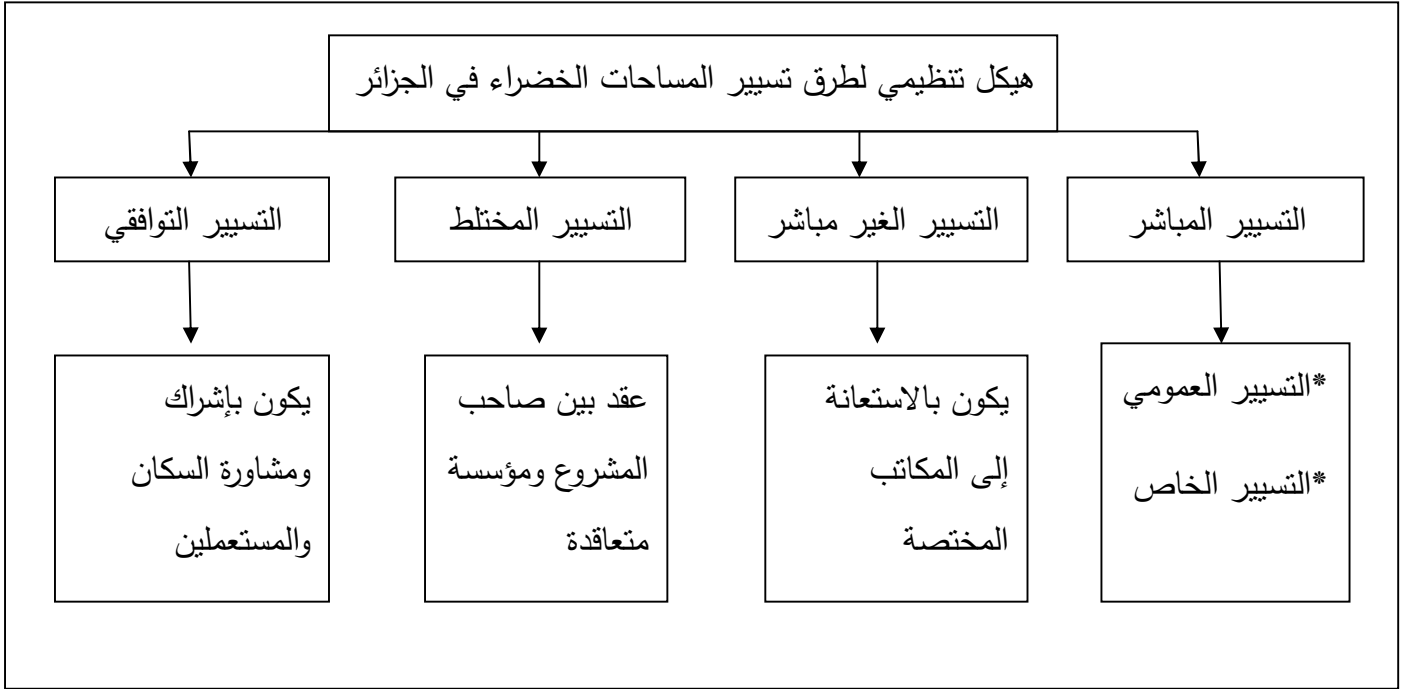 هيكل تنظيمي لطرق تسيير المساحات الخضراء في الجزائر
التسيير المباشر
التسيير الغير مباشر
التسيير المختلط
التسيير التوافقي
*التسيير العمومي
*التسيير الخاص
يكون بالاستعانة
إلى المكاتب
المختصة
عقد بين صاحب
المشروع ومؤسسة
متعاقدة
يكون بإشراك
ومشاورة السكان
والمستعملين